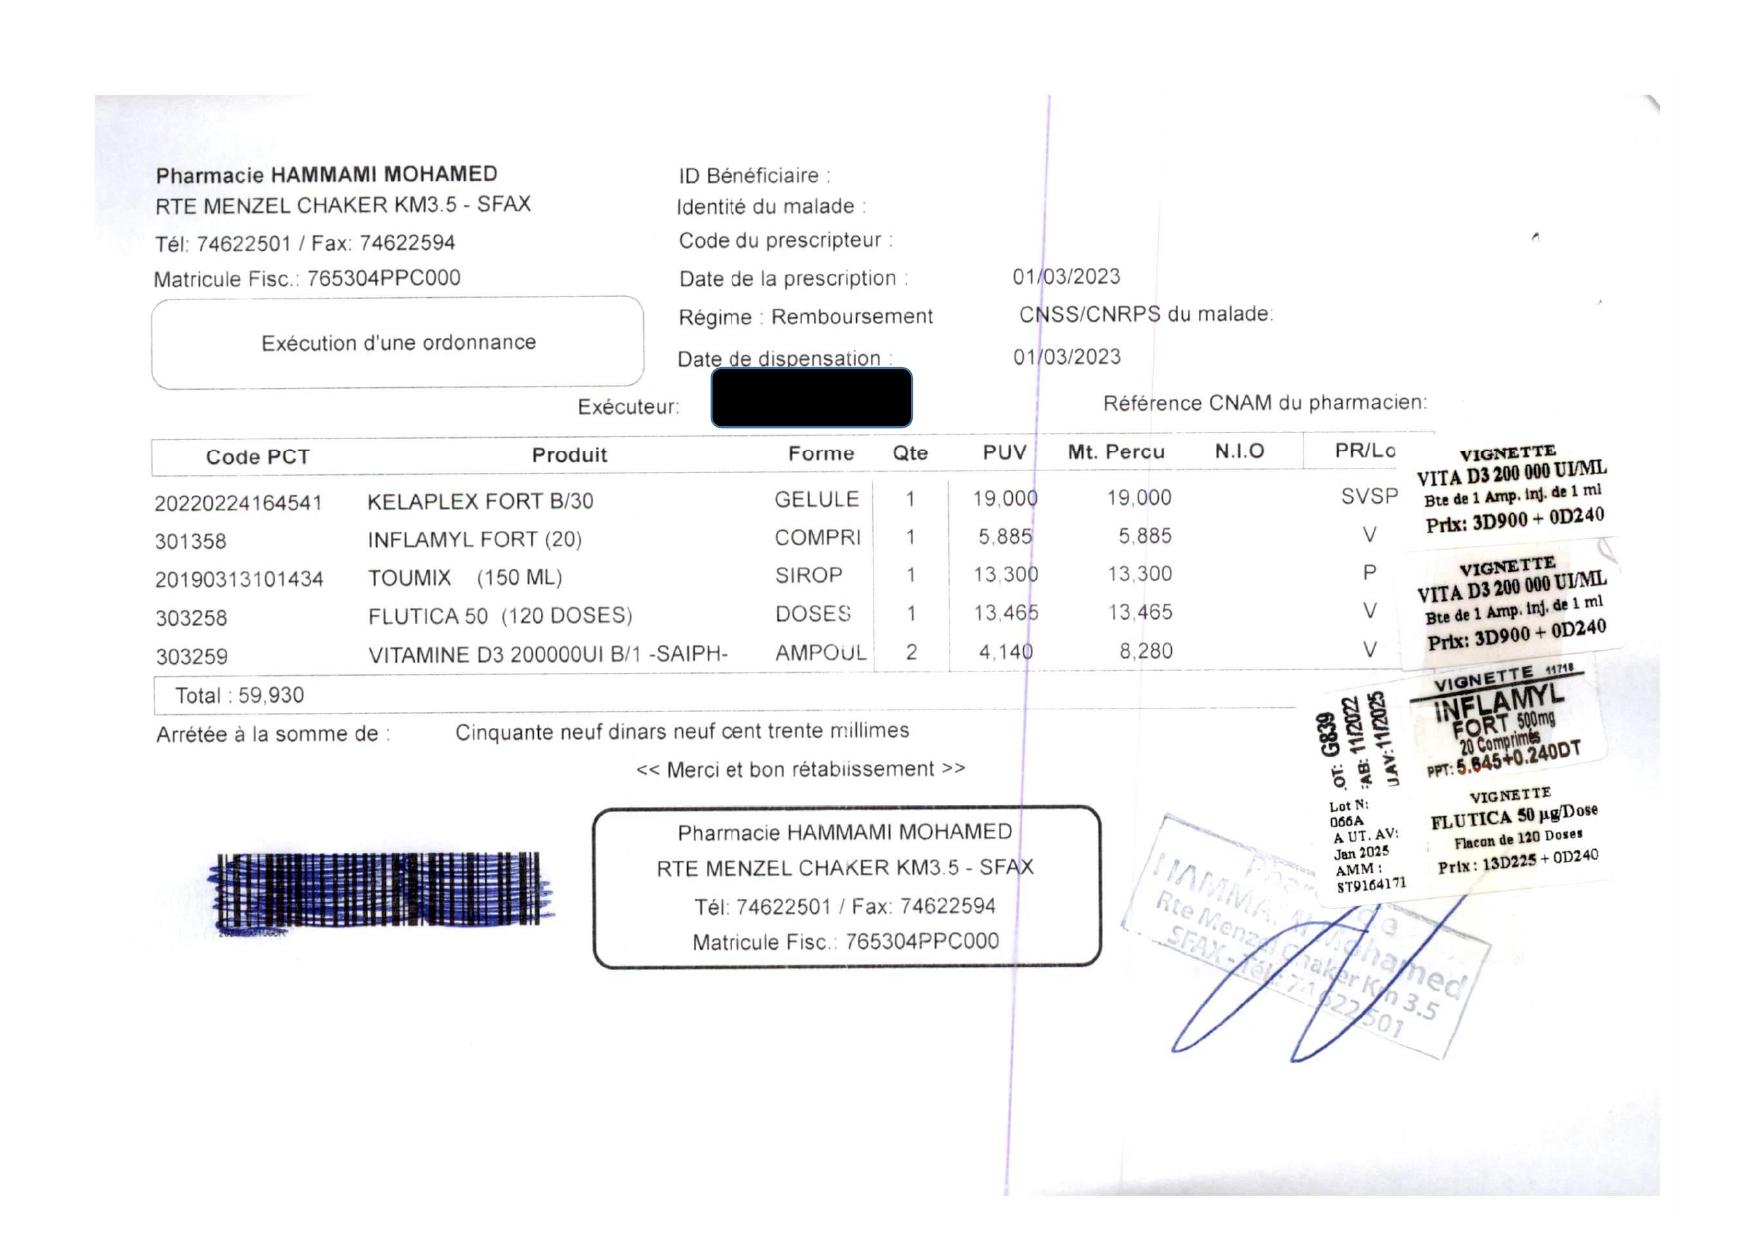 Pharmacie HAMMAMI MOHAMED
RTE MENZEL CHAKER KM3.5 - SFAX
Tél: 74622501 / Fax: 74622594
Matricule Fisc.: 765304PPC000
Exécution d'une ordonnance
ID Bénéficiaire :
Identité du malade :
Code du prescripteur :
Date de la prescription : 01/03/2023
Régime : Remboursement CNSS/CNRPS du malade:
Date de dispensation : 01/03/2023
Exécuteur: Référence CNAM du pharmacien:
Code PCT Produit Forme Qte PUV Mt. Percu N.I.O PR/Lo
20220224164541 KELAPLEX FORT B/30 GELULE 1 19,000 19,000 SVSP
301358 INFLAMYL FORT (20) COMPRI 1 5,885 5,885 V
20190313101434 TOUMIX (150 ML) SIROP 1 13,300 13,300 P
303258 FLUTICA 50 (120 DOSES) DOSES 1 13,465 13,465 V
303259 VITAMINE D3 200000UI B/1 -SAIPH- AMPOUL 2 4,140 8,280 V
Total : 59,930
Arrétée à la somme de : Cinquante neuf dinars neuf cent trente millimes
<< Merci et bon rétablissement >>
Pharmacie HAMMAMI MOHAMED
RTE MENZEL CHAKER KM3.5 - SFAX
Tél: 74622501 / Fax: 74622594
Matricule Fisc.: 765304PPC000
VIGNETTE
VITA D3 200 000 UI/ML
Bte de 1 Amp. inj. de 1 ml
Prix: 3D900 + 0D240
VIGNETTE
VITA D3 200 000 UI/ML
Bte de 1 Amp. inj. de 1 ml
Prix: 3D900 + 0D240
VIGNETTE 11718
INFLAMYL
FORT 500mg
20 Comprimés
PPT: 5.645+0.240DT
OT: G839
AB: 11/2022
UAV: 11/2025
VIGNETTE
FLUTICA 50 µg/Dose
Flacon de 120 Doses
Prix : 13D225 + 0D240
Lot N:
066A
A UT. AV:
Jan 2025
AMM :
ST9164171
HAMMAMI Mohamed
Rte Menzel Chaker Km 3.5
SFAX - Tél: 74 622 501